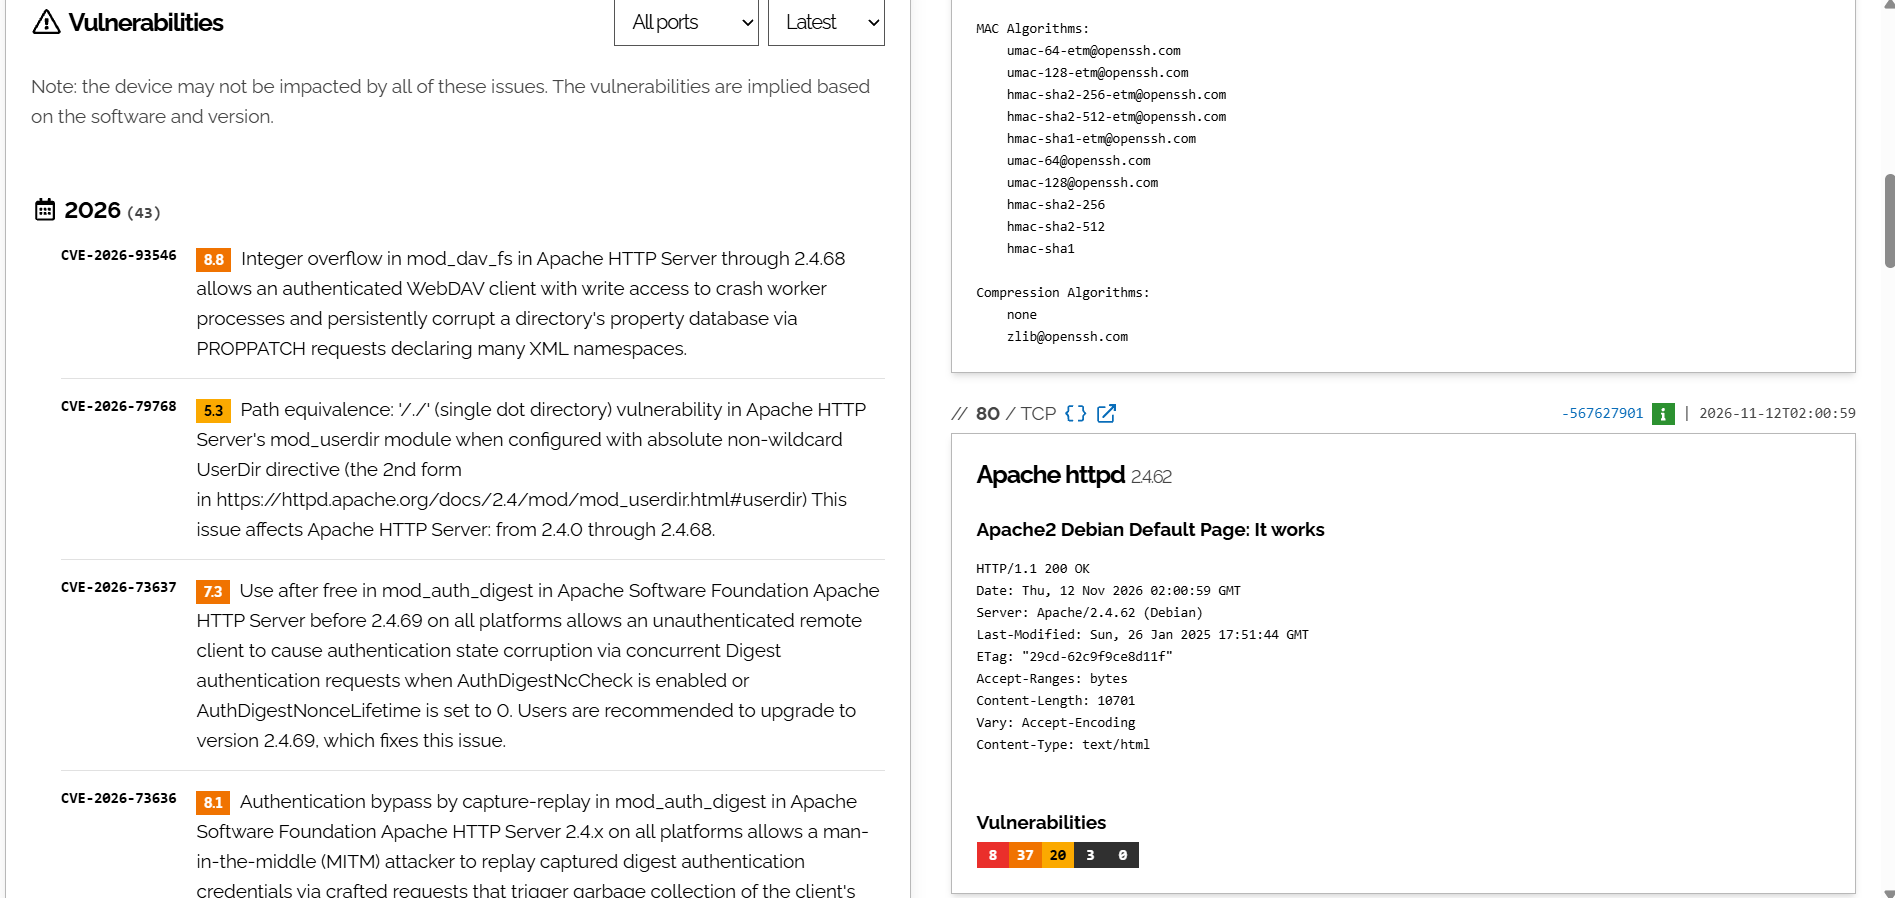 Vulnerabilities
All ports
Latest
Note: the device may not be impacted by all of these issues. The vulnerabilities are implied based
on the software and version.
2026 (43)
CVE-2026-93546
8.8 Integer overflow in mod_dav_fs in Apache HTTP Server through 2.4.68
allows an authenticated WebDAV client with write access to crash worker
processes and persistently corrupt a directory's property database via
PROPPATCH requests declaring many XML namespaces.
CVE-2026-79768
5.3 Path equivalence: '/./' (single dot directory) vulnerability in Apache HTTP
Server's mod_userdir module when configured with absolute non-wildcard
UserDir directive (the 2nd form
in https://httpd.apache.org/docs/2.4/mod/mod_userdir.html#userdir) This
issue affects Apache HTTP Server: from 2.4.0 through 2.4.68.
CVE-2026-73637
7.3 Use after free in mod_auth_digest in Apache Software Foundation Apache
HTTP Server before 2.4.69 on all platforms allows an unauthenticated remote
client to cause authentication state corruption via concurrent Digest
authentication requests when AuthDigestNcCheck is enabled or
AuthDigestNonceLifetime is set to 0. Users are recommended to upgrade to
version 2.4.69, which fixes this issue.
CVE-2026-73636
8.1 Authentication bypass by capture-replay in mod_auth_digest in Apache
Software Foundation Apache HTTP Server 2.4.x on all platforms allows a man-
in-the-middle (MITM) attacker to replay captured digest authentication
credentials via crafted requests that trigger garbage collection of the client's
MAC Algorithms:
umac-64-etm@openssh.com
umac-128-etm@openssh.com
hmac-sha2-256-etm@openssh.com
hmac-sha2-512-etm@openssh.com
hmac-sha1-etm@openssh.com
umac-64@openssh.com
umac-128@openssh.com
hmac-sha2-256
hmac-sha2-512
hmac-sha1
Compression Algorithms:
none
zlib@openssh.com
// 80 / TCP
-567627901 | 2026-11-12T02:00:59
Apache httpd 2.4.62
Apache2 Debian Default Page: It works
HTTP/1.1 200 OK
Date: Thu, 12 Nov 2026 02:00:59 GMT
Server: Apache/2.4.62 (Debian)
Last-Modified: Sun, 26 Jan 2025 17:51:44 GMT
ETag: "29cd-62c9f9ce8d11f"
Accept-Ranges: bytes
Content-Length: 10701
Vary: Accept-Encoding
Content-Type: text/html
Vulnerabilities
8 37 20 3 0